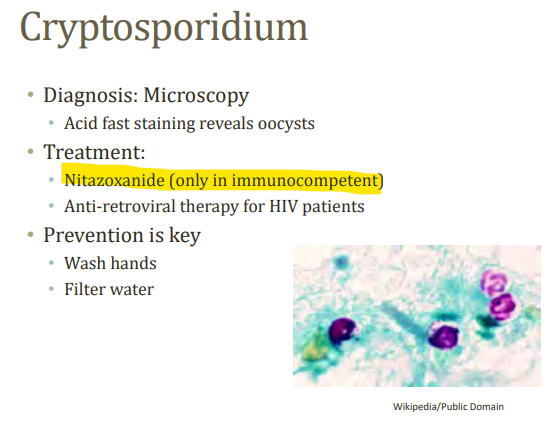 Cryptosporidium
• Diagnosis: Microscopy
• Acid fast staining reveals oocysts
• Treatment:
• Nitazoxanide (only in immunocompetent)
• Anti-retroviral therapy for HIV patients
• Prevention is key
• Wash hands
• Filter water
Wikipedia/Public Domain